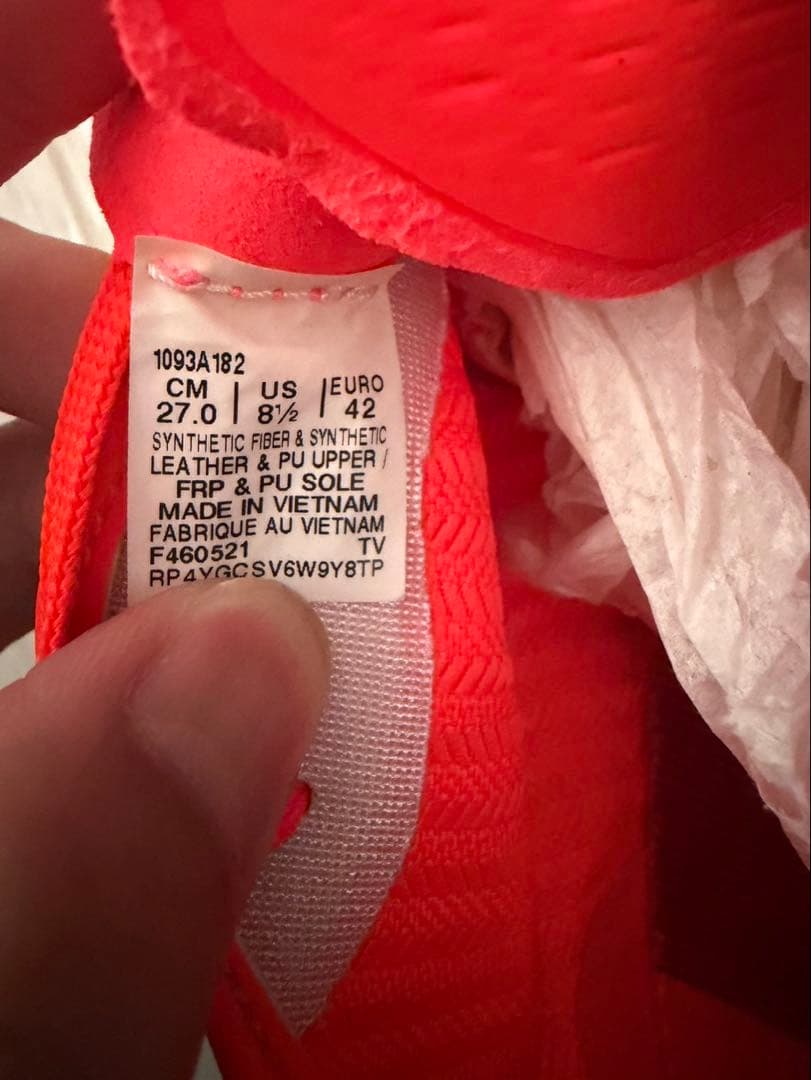 1093A182
CM | US | EURO
27.0 | 8½ | 42
SYNTHETIC FIBER & SYNTHETIC
LEATHER & PU UPPER /
FRP & PU SOLE
MADE IN VIETNAM
FABRIQUE AU VIETNAM
F460521 TV
RP4YGCSV6W9Y8TP